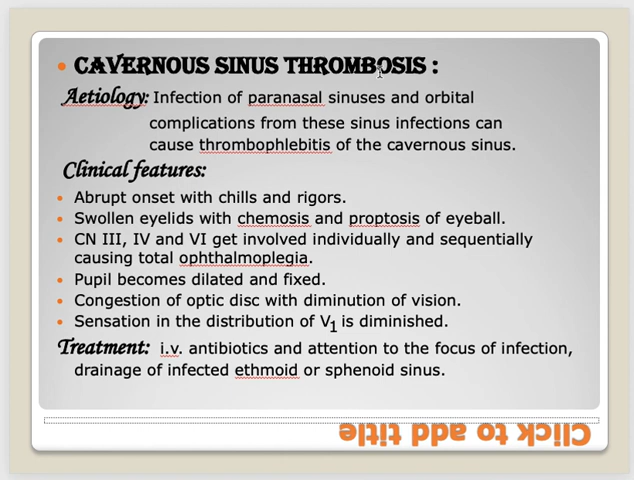 CAVERNOUS SINUS THROMBOSIS :
Aetiology: Infection of paranasal sinuses and orbital
complications from these sinus infections can
cause thrombophlebitis of the cavernous sinus.
Clinical features:
Abrupt onset with chills and rigors.
Swollen eyelids with chemosis and proptosis of eyeball.
CN III, IV and VI get involved individually and sequentially
causing total ophthalmoplegia.
Pupil becomes dilated and fixed.
Congestion of optic disc with diminution of vision.
Sensation in the distribution of V1 is diminished.
Treatment: i.v. antibiotics and attention to the focus of infection,
drainage of infected ethmoid or sphenoid sinus.
Click to add title